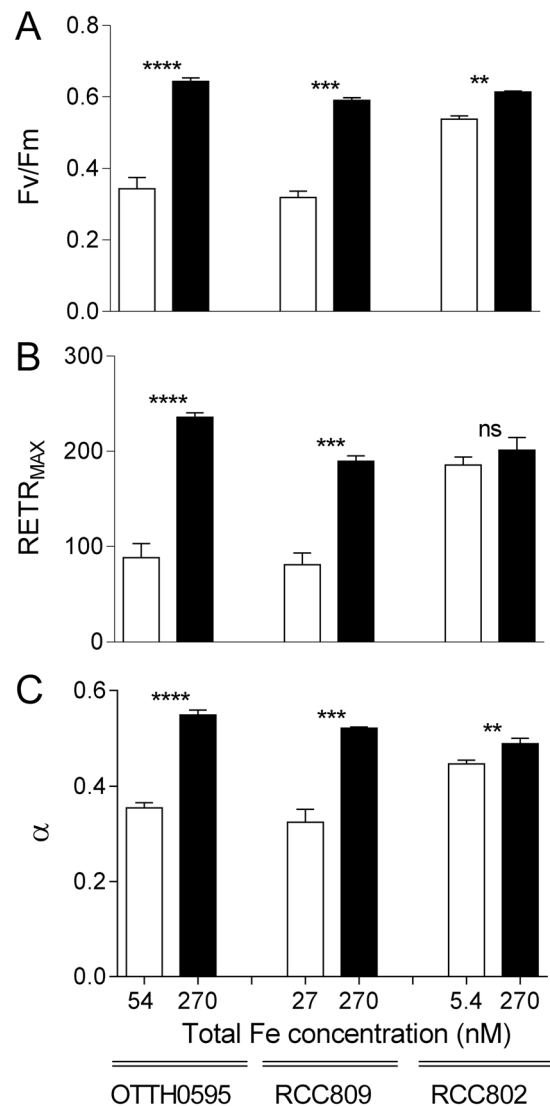 A
0.8
0.6
0.4
0.2
0.0
Fv/Fm
**** *** **
B
300
200
100
0
RETRMAX
**** *** ns
C
0.6
0.4
0.2
0.0
α
**** *** **
54 270 27 270 5.4 270
Total Fe concentration (nM)
OTTH0595 RCC809 RCC802